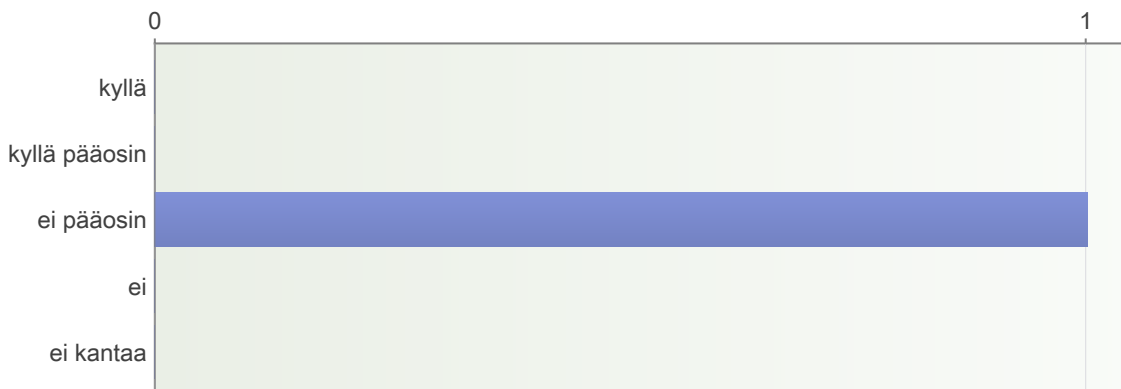 0 1
kyllä
kyllä pääosin
ei pääosin
ei
ei kantaa